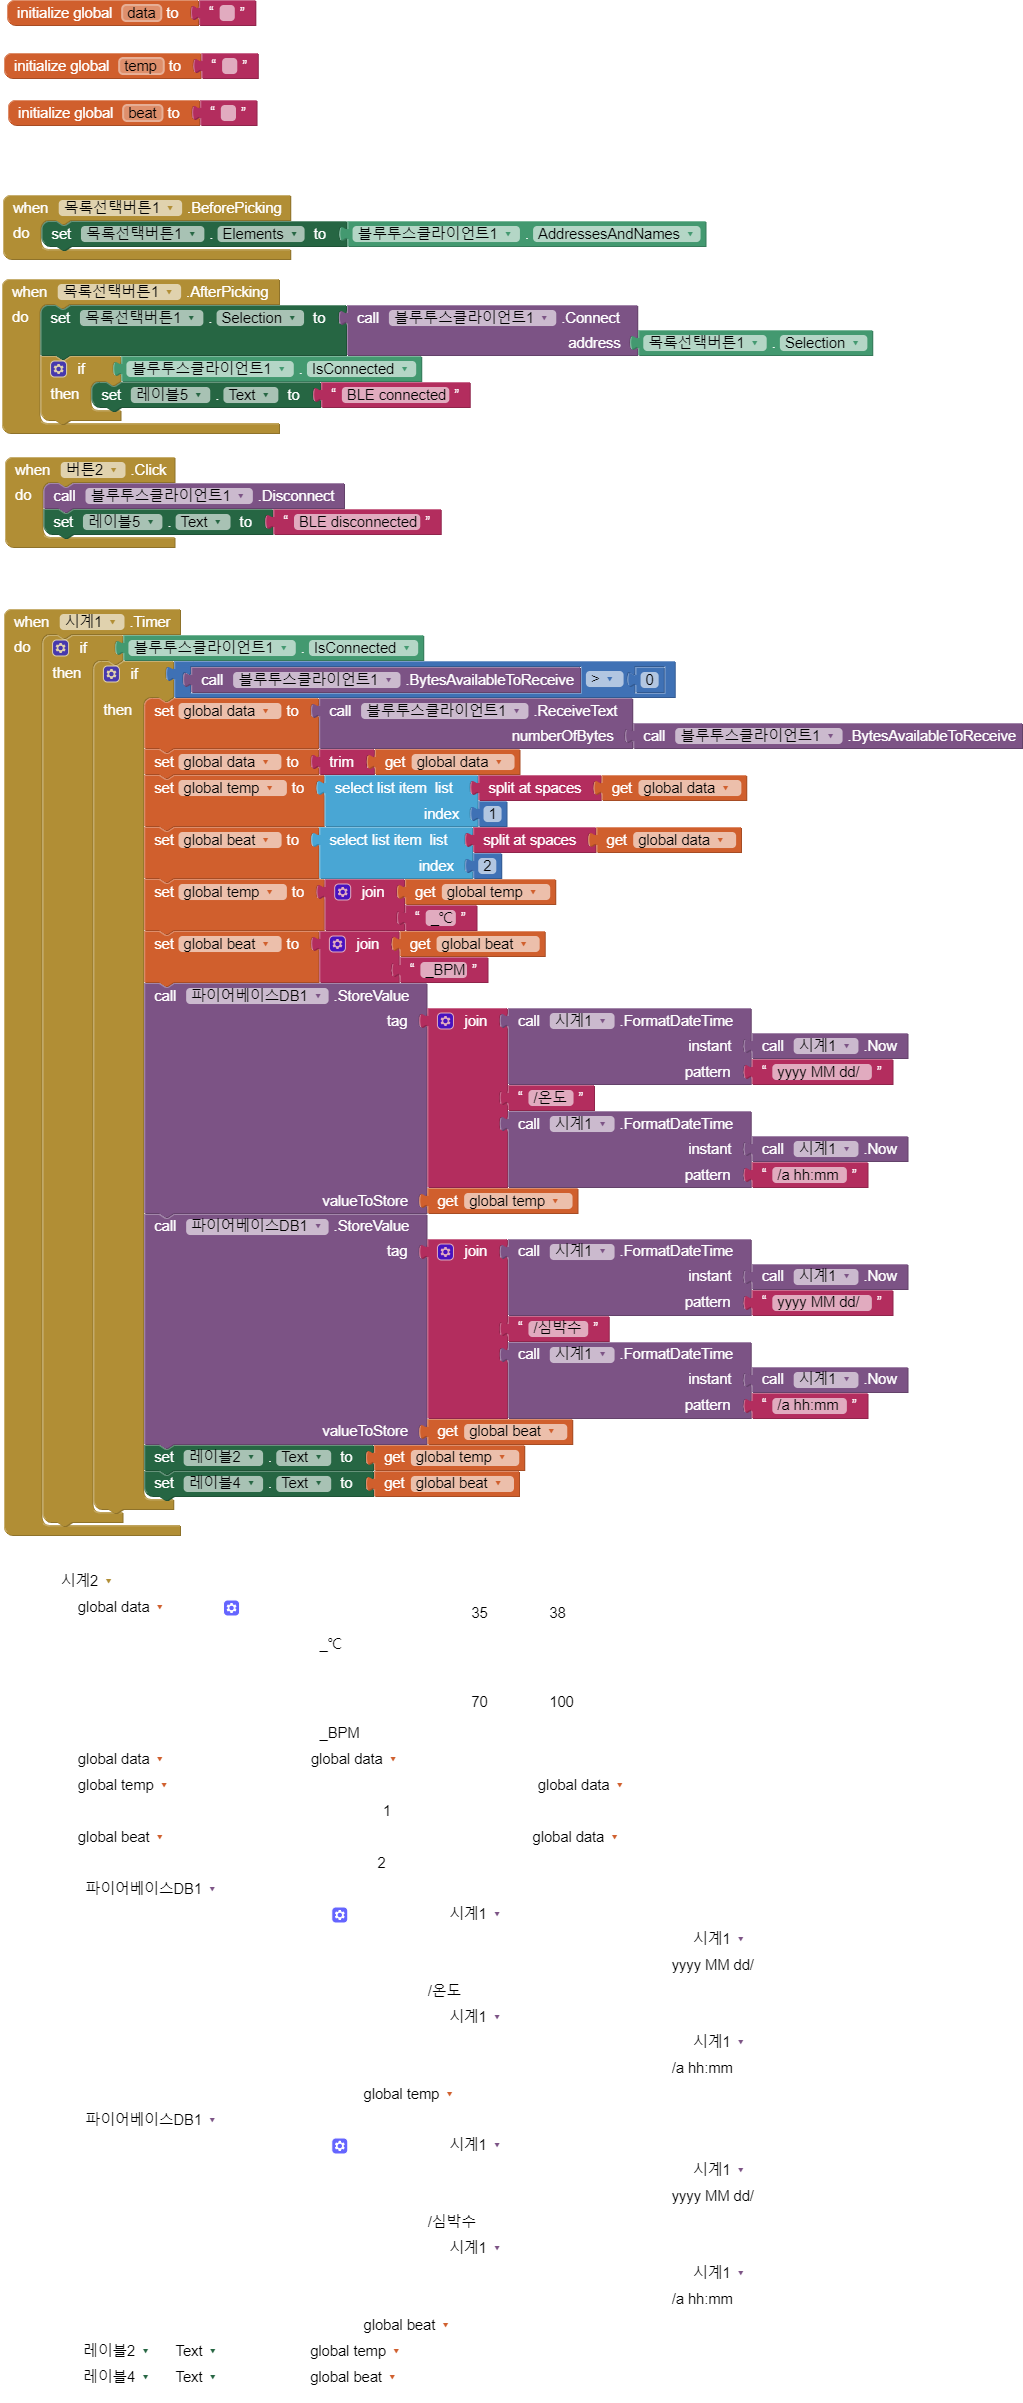 initialize global data to " "
initialize global temp to " "
initialize global beat to " "
when 목록선택버튼1 .BeforePicking
do set 목록선택버튼1 . Elements to 블루투스클라이언트1 . AddressesAndNames
when 목록선택버튼1 .AfterPicking
do set 목록선택버튼1 . Selection to call 블루투스클라이언트1 .Connect
address 목록선택버튼1 . Selection
if 블루투스클라이언트1 . IsConnected
then set 레이블5 . Text to " BLE connected "
when 버튼2 .Click
do call 블루투스클라이언트1 .Disconnect
set 레이블5 . Text to " BLE disconnected "
when 시계1 .Timer
do if 블루투스클라이언트1 . IsConnected
then if call 블루투스클라이언트1 .BytesAvailableToReceive > 0
then set global data to call 블루투스클라이언트1 .ReceiveText
numberOfBytes call 블루투스클라이언트1 .BytesAvailableToReceive
set global data to trim get global data
set global temp to select list item list split at spaces get global data
index 1
set global beat to select list item list split at spaces get global data
index 2
set global temp to join get global temp
" _℃ "
set global beat to join get global beat
" _BPM "
call 파이어베이스DB1 .StoreValue
tag join call 시계1 .FormatDateTime
instant call 시계1 .Now
pattern " yyyy MM dd/ "
" /온도 "
call 시계1 .FormatDateTime
instant call 시계1 .Now
pattern " /a hh:mm "
valueToStore get global temp
call 파이어베이스DB1 .StoreValue
tag join call 시계1 .FormatDateTime
instant call 시계1 .Now
pattern " yyyy MM dd/ "
" /심박수 "
call 시계1 .FormatDateTime
instant call 시계1 .Now
pattern " /a hh:mm "
valueToStore get global beat
set 레이블2 . Text to get global temp
set 레이블4 . Text to get global beat
시계2
global data 35 38
_℃
70 100
_BPM
global data global data
global temp global data
1
global beat global data
2
파이어베이스DB1
시계1
시계1
yyyy MM dd/
/온도
시계1
시계1
/a hh:mm
global temp
파이어베이스DB1
시계1
시계1
yyyy MM dd/
/심박수
시계1
시계1
/a hh:mm
global beat
레이블2 Text global temp
레이블4 Text global beat